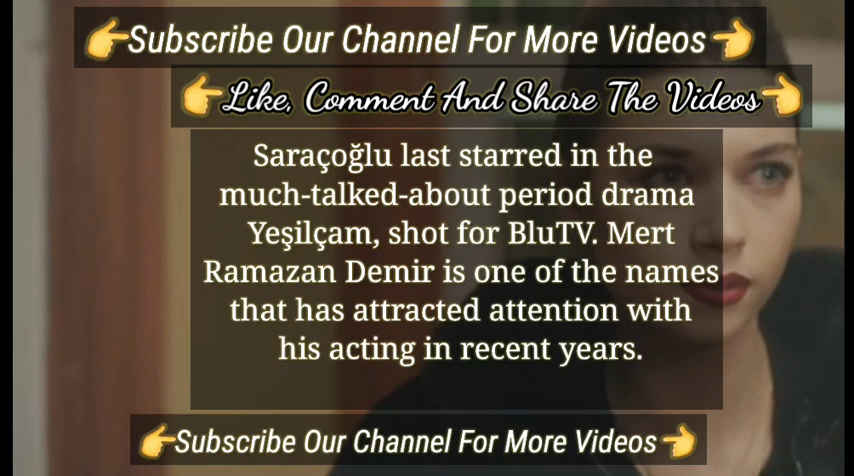 👉Subscribe Our Channel For More Videos👈
👉Like, Comment And Share The Videos👈
Saraçoğlu last starred in the
much-talked-about period drama
Yeşilçam, shot for BluTV. Mert
Ramazan Demir is one of the names
that has attracted attention with
his acting in recent years.
👉Subscribe Our Channel For More Videos👈